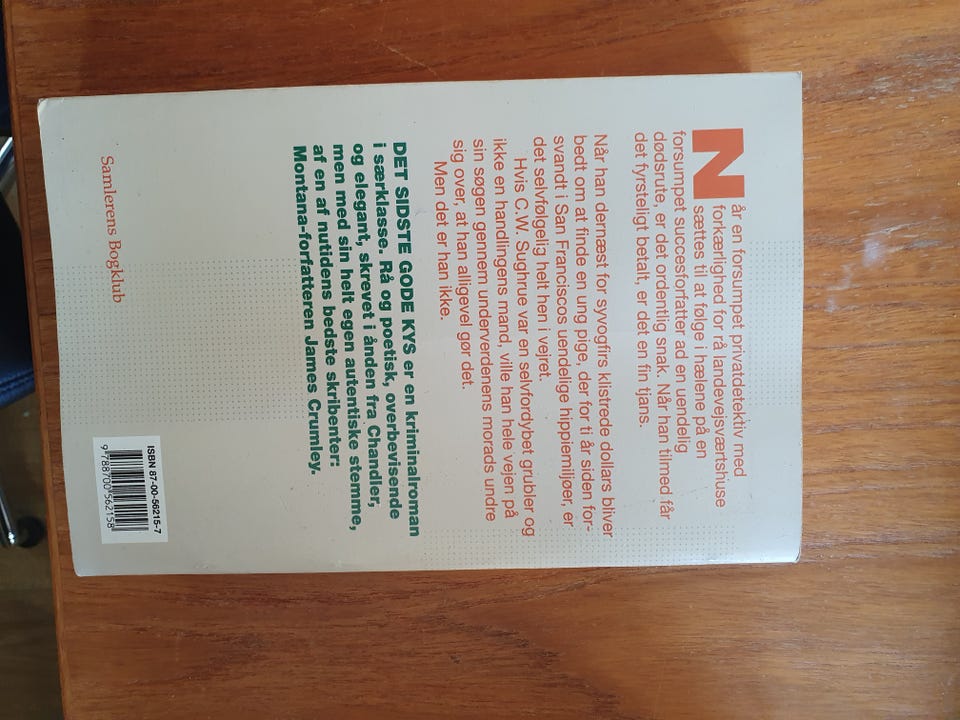 Når en forsumpet privatdetektiv med
forkærlighed for rå landevejsværtshuse
sættes til at følge i hælene på en
forsumpet succesforfatter ad en uendelig
dødsrute, er det ordentlig snak. Når han tilmed får
det fyrsteligt betalt, er det en fin tjans.
Når han dernæst for syvogfirs klistrede dollars bliver
bedt om at finde en ung pige, der for ti år siden for-
svandt i San Franciscos uendelige hippiemiljøer, er
det selvfølgelig helt hen i vejret.
Hvis C.W. Sughrue var en selvfordybet grubler og
ikke en handlingens mand, ville han hele vejen på
sin søgen gennem underverdenens morads undre
sig over, at han alligevel gør det.
Men det er han ikke.
DET SIDSTE GODE KYS er en kriminalroman
i særklasse. Rå og poetisk, overbevisende
og elegant, skrevet i ånden fra Chandler,
men med sin helt egen autentiske stemme,
af en af nutidens bedste skribenter:
Montana-forfatteren James Crumley.
Samlerens Bogklub
ISBN 87-00-56215-7
9 788700 562158